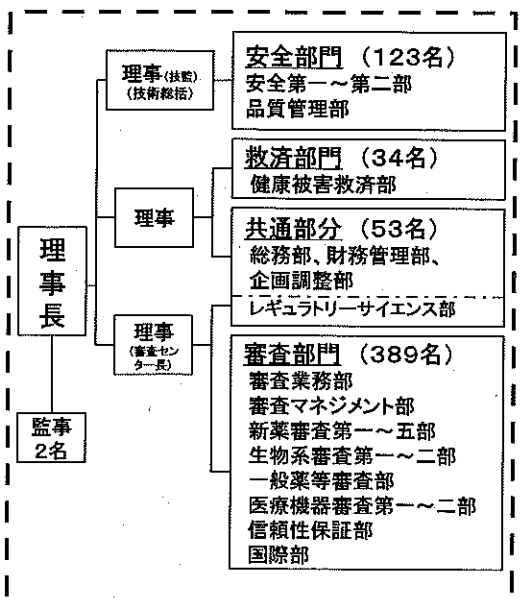 理事長
監事
2名
理事(技監)
(技術総括)
理事
理事
(審査セン
ター長)
安全部門 (123名)
安全第一～第二部
品質管理部
救済部門 (34名)
健康被害救済部
共通部分 (53名)
総務部、財務管理部、
企画調整部
レギュラトリーサイエンス部
審査部門 (389名)
審査業務部
審査マネジメント部
新薬審査第一～五部
生物系審査第一～二部
一般薬等審査部
医療機器審査第一～二部
信頼性保証部
国際部